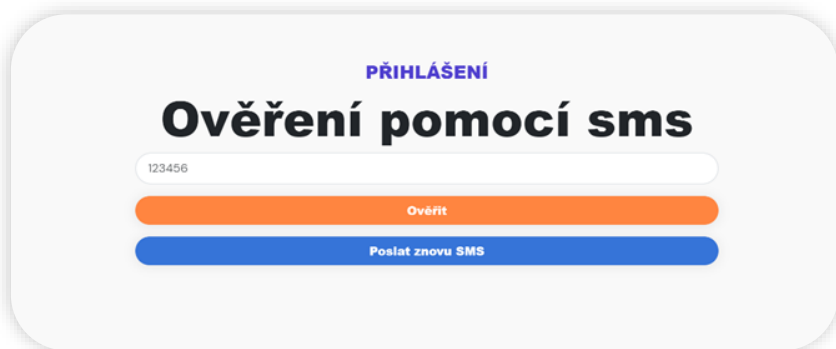 PŘIHLÁŠENÍ
Ověření pomocí sms
123456
Ověřit
Poslat znovu SMS